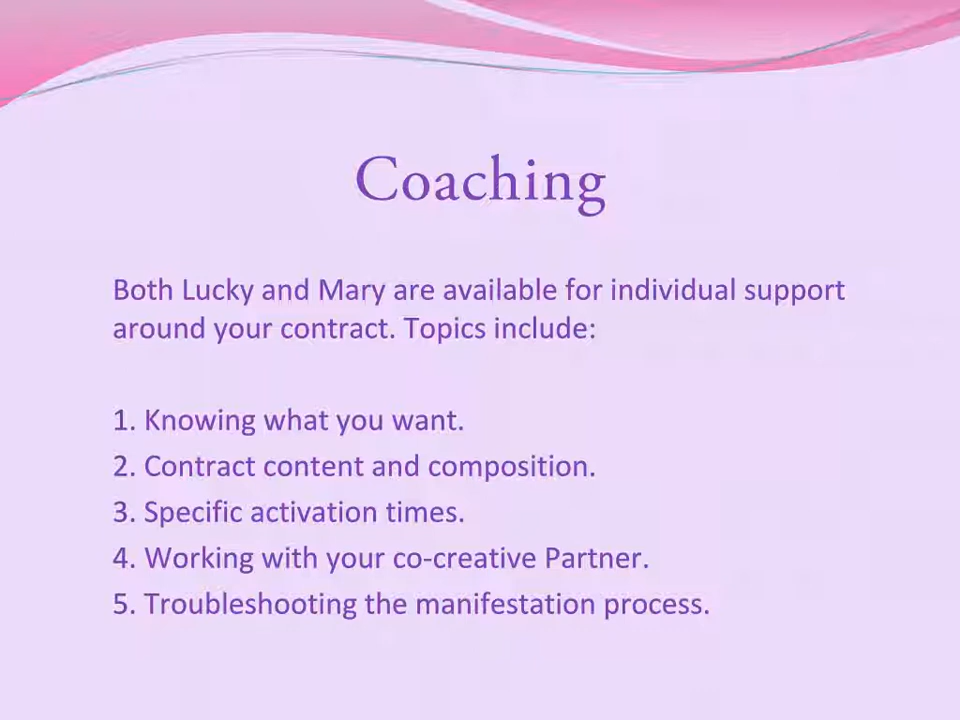 Coaching
Both Lucky and Mary are available for individual support
around your contract. Topics include:
1. Knowing what you want.
2. Contract content and composition.
3. Specific activation times.
4. Working with your co-creative Partner.
5. Troubleshooting the manifestation process.